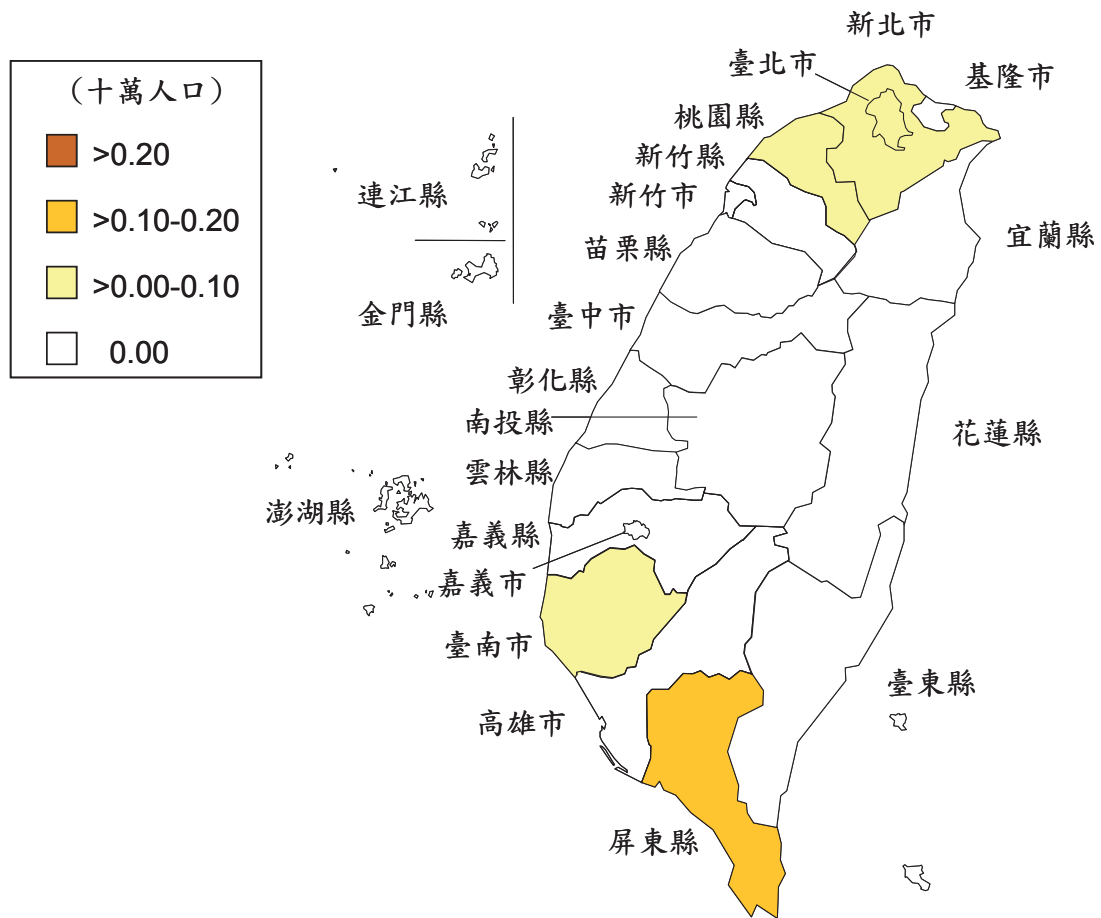 （十萬人口）
>0.20
>0.10-0.20
>0.00-0.10
0.00
新北市
臺北市
基隆市
桃園縣
新竹縣
新竹市
連江縣
苗栗縣
宜蘭縣
金門縣
臺中市
彰化縣
南投縣
花蓮縣
雲林縣
澎湖縣
嘉義縣
嘉義市
臺南市
臺東縣
高雄市
屏東縣